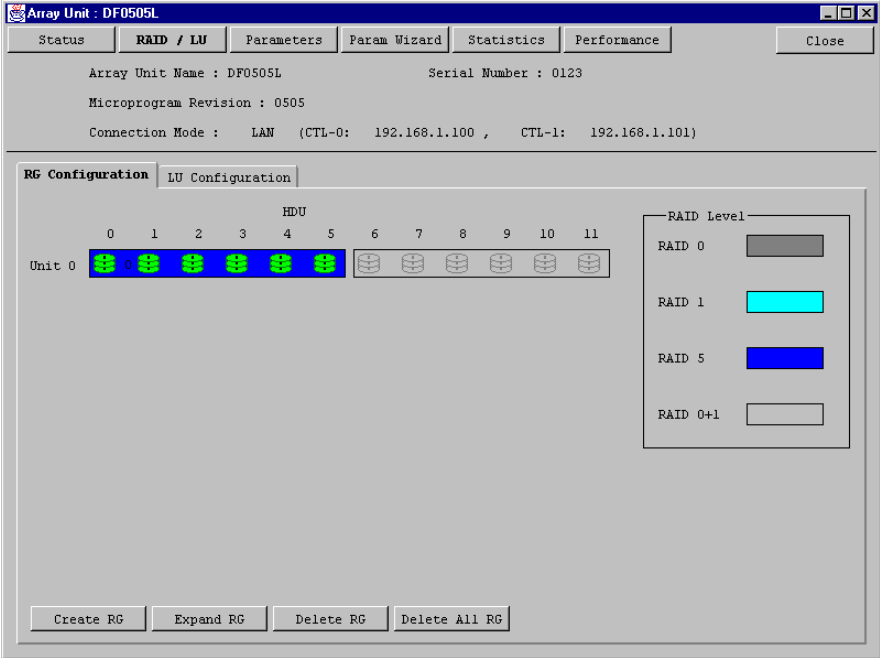 Array Unit : DF0505L
Status RAID / LU Parameters Param Wizard Statistics Performance Close
Array Unit Name : DF0505L Serial Number : 0123
Microprogram Revision : 0505
Connection Mode : LAN (CTL-0: 192.168.1.100 , CTL-1: 192.168.1.101)
RG Configuration LU Configuration
HDU
0 1 2 3 4 5 6 7 8 9 10 11
Unit 0 0
RAID Level
RAID 0
RAID 1
RAID 5
RAID 0+1
Create RG Expand RG Delete RG Delete All RG